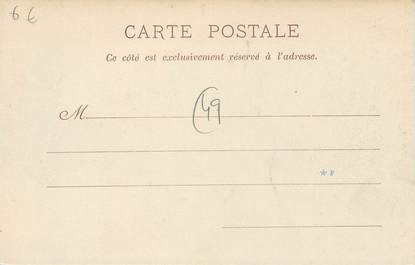 6 €
CARTE POSTALE
Ce côté est exclusivement réservé à l'adresse.
M
49
**